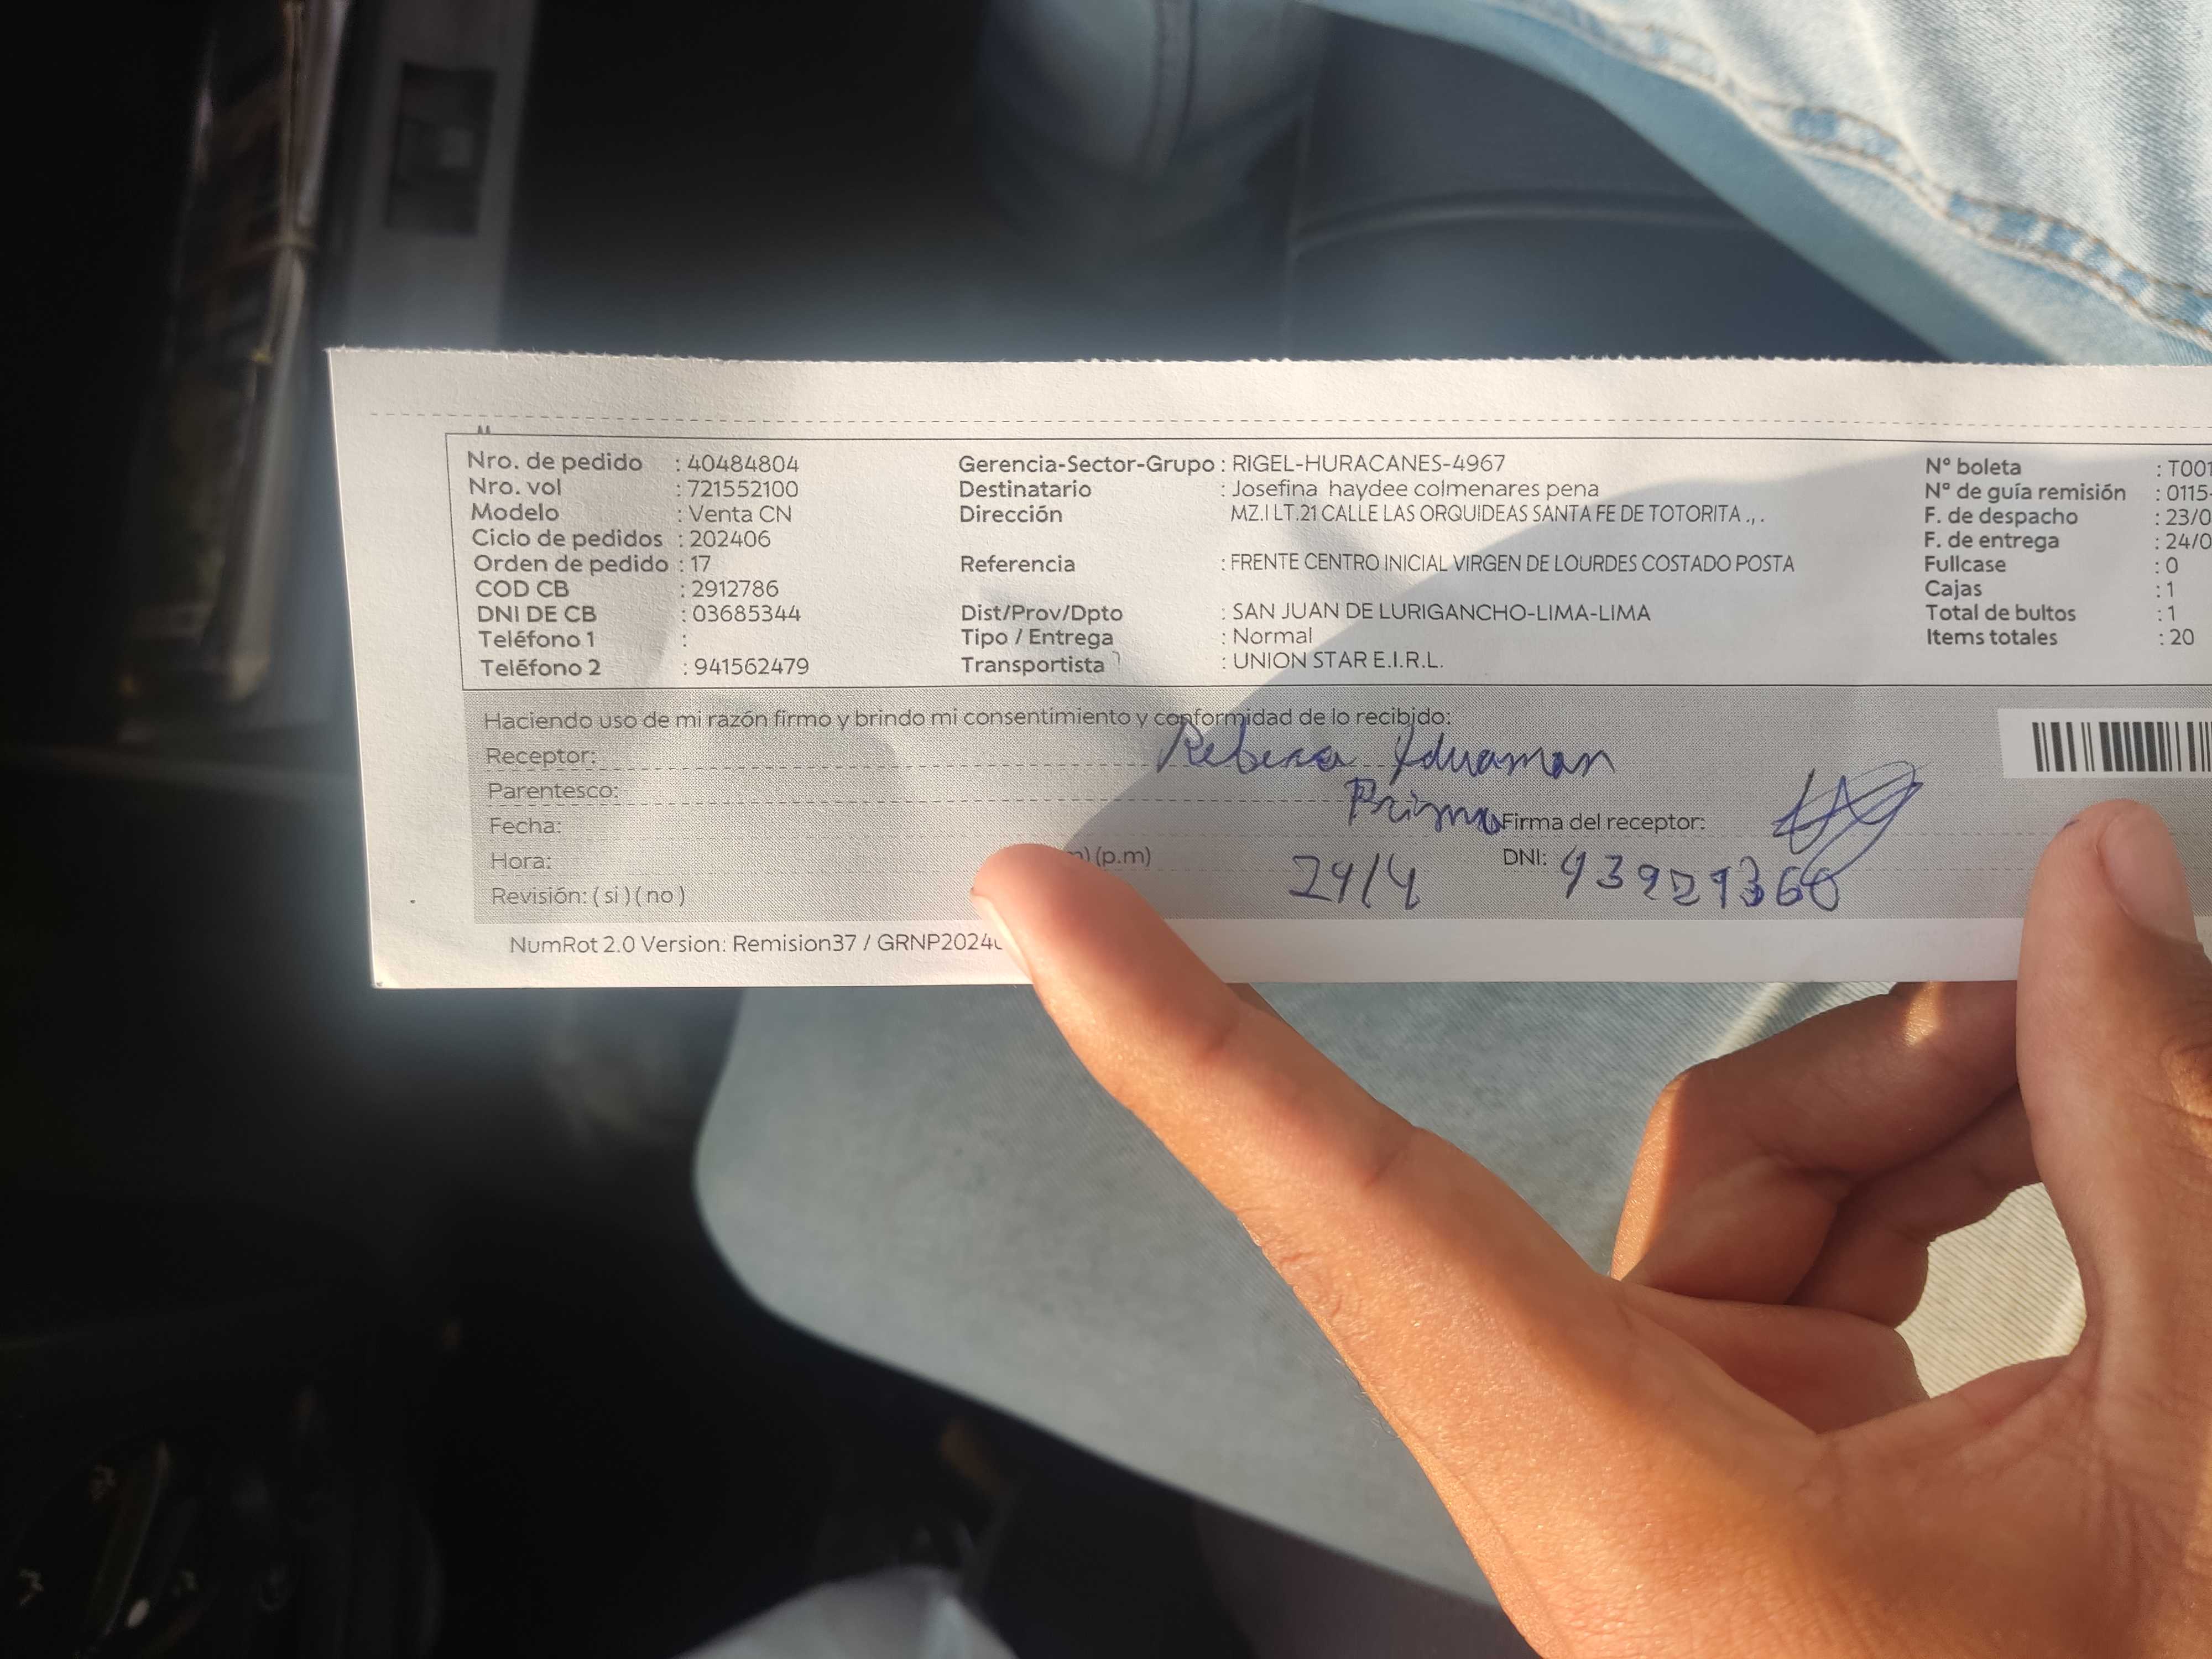 Nro. de pedido : 40484804 Gerencia-Sector-Grupo : RIGEL-HURACANES-4967 Nº boleta : T001
Nro. vol : 721552100 Destinatario : Josefina haydee colmenares pena Nº de guía remisión : 0115-
Modelo : Venta CN Dirección MZ.I LT.21 CALLE LAS ORQUIDEAS SANTA FE DE TOTORITA ., . F. de despacho : 23/0
Ciclo de pedidos : 202406 F. de entrega : 24/0
Orden de pedido : 17 Referencia : FRENTE CENTRO INICIAL VIRGEN DE LOURDES COSTADO POSTA Fullcase : 0
COD CB : 2912786 Cajas : 1
DNI DE CB : 03685344 Dist/Prov/Dpto : SAN JUAN DE LURIGANCHO-LIMA-LIMA Total de bultos : 1
Teléfono 1 : Tipo / Entrega : Normal Items totales : 20
Teléfono 2 : 941562479 Transportista : UNION STAR E.I.R.L.
Haciendo uso de mi razón firmo y brindo mi consentimiento y conformidad de lo recibido:
Receptor: Rebeca
Parentesco: Prima
Fecha: Firma del receptor:
Hora: (p.m) 24/4 DNI:
Revisión: ( si ) ( no )
NumRot 2.0 Version: Remision37 / GRNP2024